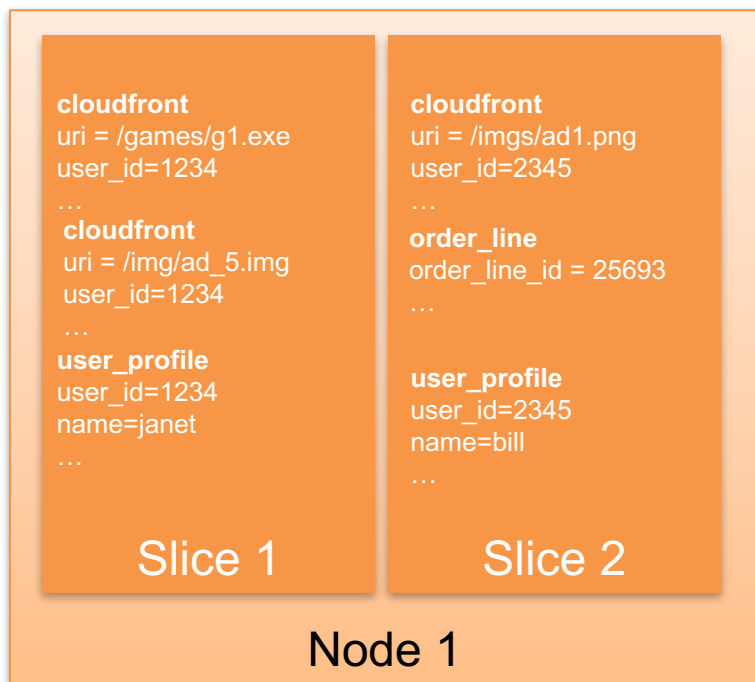 cloudfront
uri = /games/g1.exe
user_id=1234
…
cloudfront
uri = /img/ad_5.img
user_id=1234
…
user_profile
user_id=1234
name=janet
…
Slice 1
cloudfront
uri = /imgs/ad1.png
user_id=2345
…
order_line
order_line_id = 25693
…
user_profile
user_id=2345
name=bill
…
Slice 2
Node 1